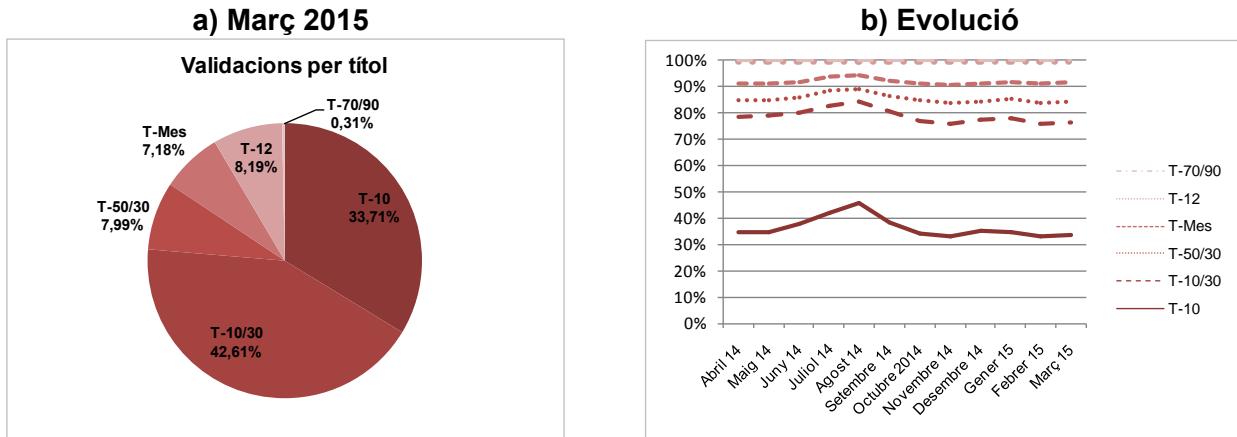 a) Març 2015
Validacions per títol
T-70/90
0,31%
T-Mes
7,18%
T-12
8,19%
T-10
33,71%
T-50/30
7,99%
T-10/30
42,61%
b) Evolució
100%
90%
80%
70%
60%
50%
40%
30%
20%
10%
0%
Abril 14
Maig 14
Juny 14
Juliol 14
Agost 14
Setembre 14
Octubre 2014
Novembre 14
Desembre 14
Gener 15
Febrer 15
Març 15
T-70/90
T-12
T-Mes
T-50/30
T-10/30
T-10